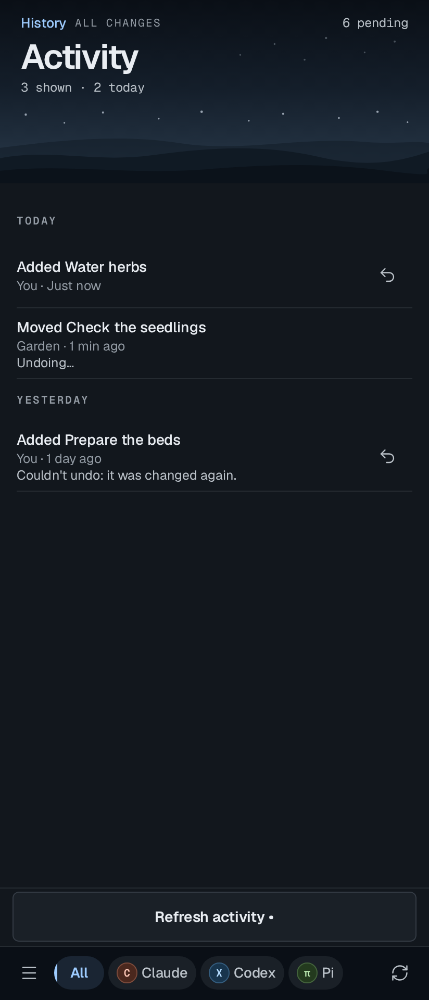 History ALL CHANGES 6 pending
Activity
3 shown · 2 today
TODAY
Added Water herbs
You · Just now
Moved Check the seedlings
Garden · 1 min ago
Undoing…
YESTERDAY
Added Prepare the beds
You · 1 day ago
Couldn't undo: it was changed again.
Refresh activity •
All C Claude X Codex π Pi